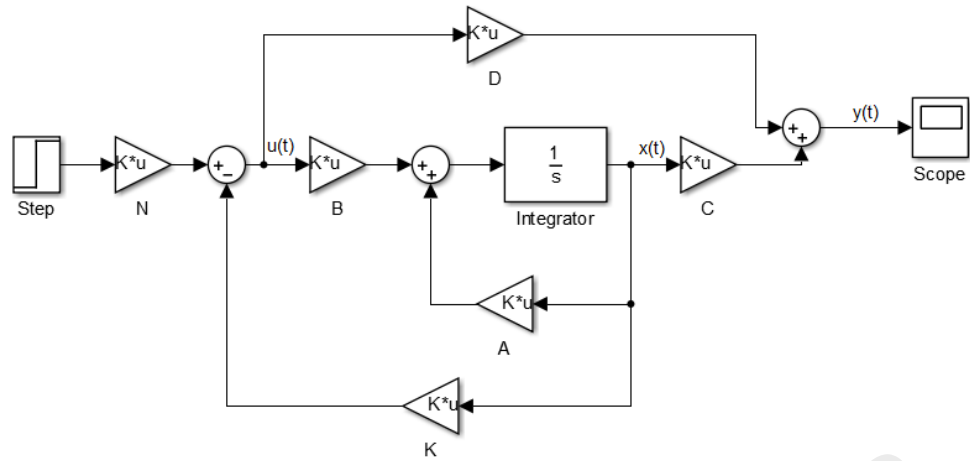 K*u
D
y(t)
+
+
Scope
Step
K*u
N
+
−
u(t)
K*u
B
+
+
1
s
Integrator
x(t)
K*u
C
K*u
A
K*u
K